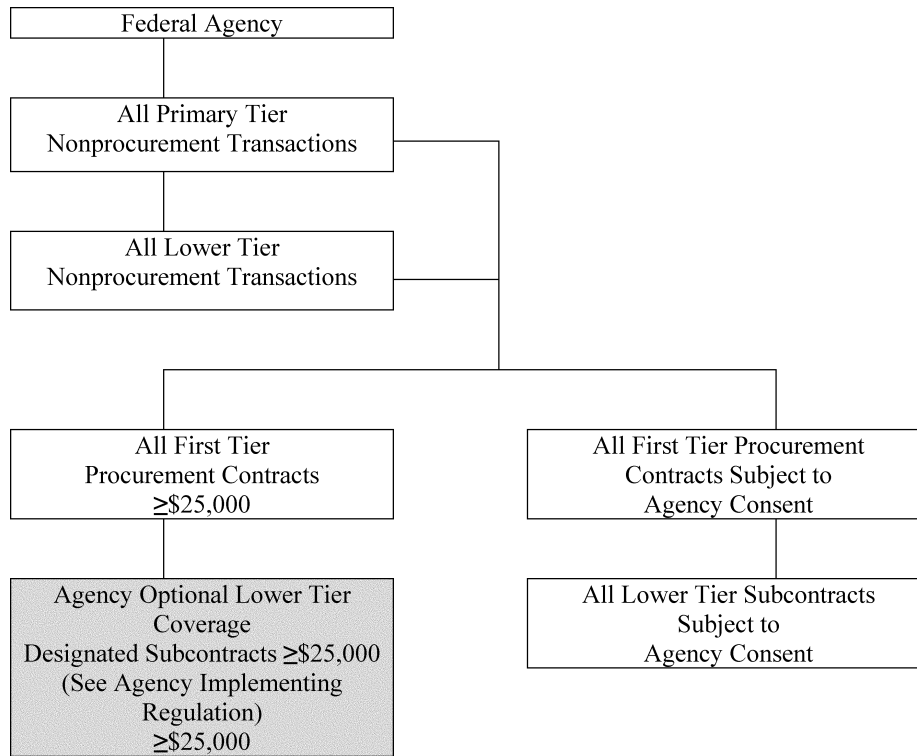 Federal Agency
All Primary Tier
Nonprocurement Transactions
All Lower Tier
Nonprocurement Transactions
All First Tier
Procurement Contracts
≥$25,000
All First Tier Procurement
Contracts Subject to
Agency Consent
Agency Optional Lower Tier
Coverage
Designated Subcontracts ≥$25,000
(See Agency Implementing
Regulation)
≥$25,000
All Lower Tier Subcontracts
Subject to
Agency Consent